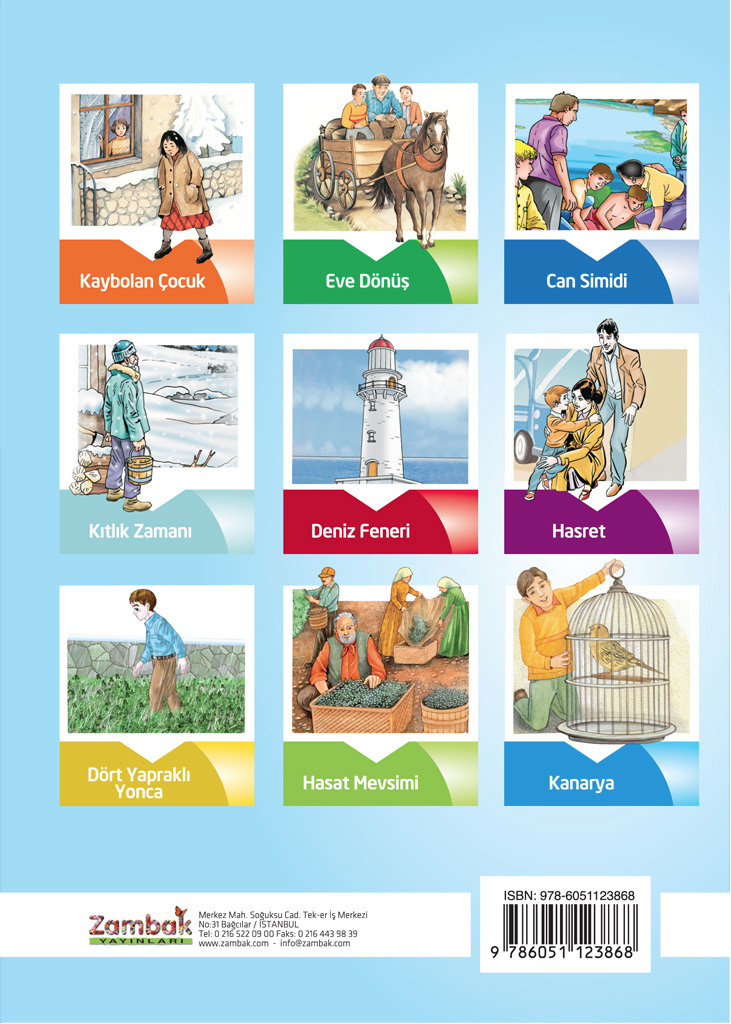 Kaybolan Çocuk
Eve Dönüş
Can Simidi
Kıtlık Zamanı
Deniz Feneri
Hasret
Dört Yapraklı
Yonca
Hasat Mevsimi
Kanarya
Zambak
YAYINLARI
Merkez Mah. Soğuksu Cad. Tek-er İş Merkezi
No:31 Bağcılar / İSTANBUL
Tel: 0 216 522 09 00 Faks: 0 216 443 98 39
www.zambak.com - info@zambak.com
ISBN: 978-6051123868
9 786051 123868